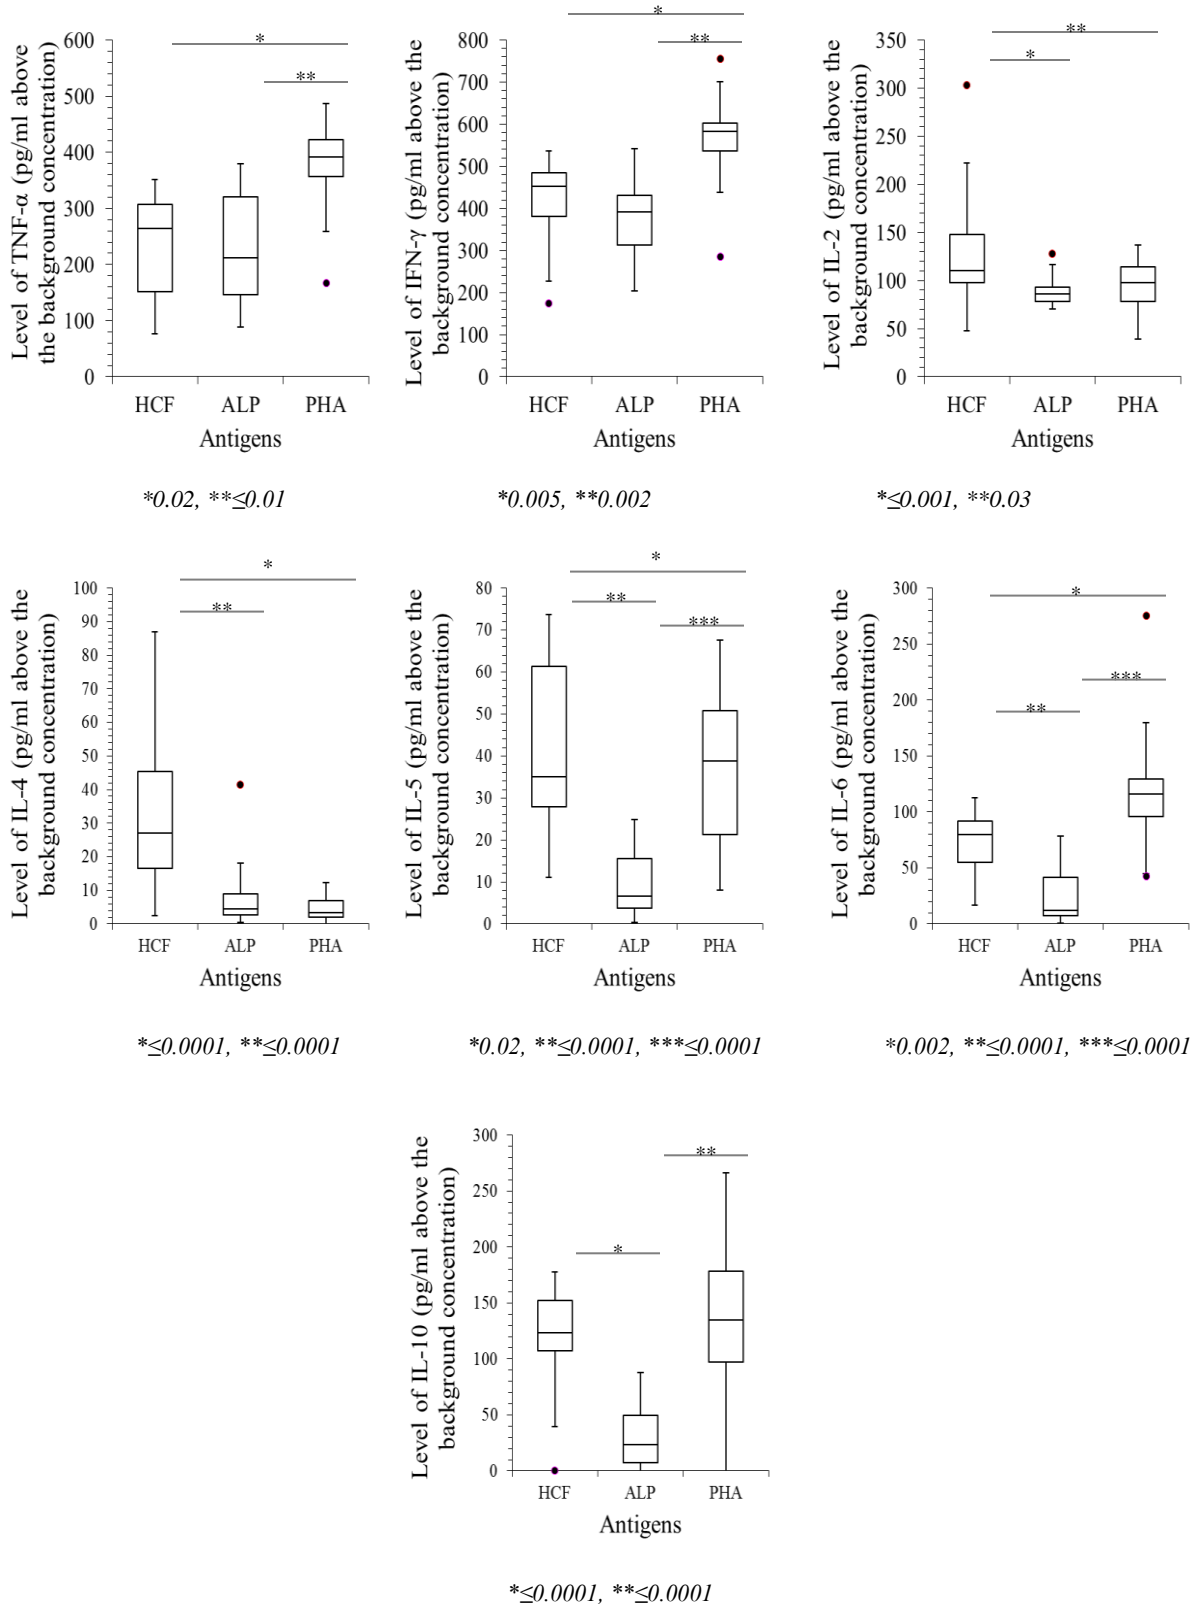 *
**
600
500
400
300
200
100
0
Level of TNF-α (pg/ml above
the background concentration)
HCF ALP PHA
Antigens
*0.02, **≤0.01
*
**
800
700
600
500
400
300
200
100
0
Level of IFN-γ (pg/ml above the
background concentration)
HCF ALP PHA
Antigens
*0.005, **0.002
**
*
350
300
250
200
150
100
50
0
Level of IL-2 (pg/ml above the
background concentration)
HCF ALP PHA
Antigens
*≤0.001, **0.03
*
**
100
90
80
70
60
50
40
30
20
10
0
Level of IL-4 (pg/ml above the
background concentration)
HCF ALP PHA
Antigens
*≤0.0001, **≤0.0001
*
**
***
80
70
60
50
40
30
20
10
0
Level of IL-5 (pg/ml above the
background concentration)
HCF ALP PHA
Antigens
*0.02, **≤0.0001, ***≤0.0001
*
***
**
300
250
200
150
100
50
0
Level of IL-6 (pg/ml above the
background concentration)
HCF ALP PHA
Antigens
*0.002, **≤0.0001, ***≤0.0001
**
*
300
250
200
150
100
50
0
Level of IL-10 (pg/ml above the
background concentration)
HCF ALP PHA
Antigens
*≤0.0001, **≤0.0001